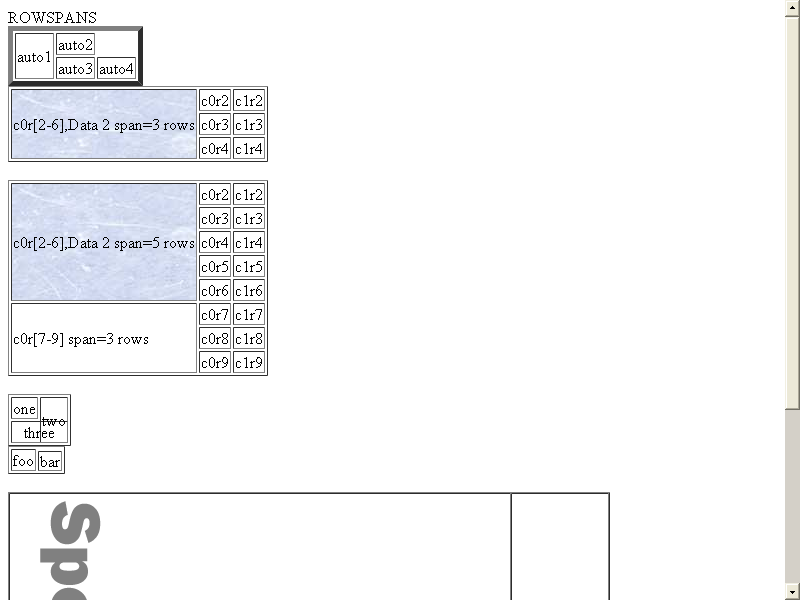 ROWSPANS
auto1 auto2
auto3 auto4
c0r[2-6],Data 2 span=3 rows c0r2 c1r2
c0r3 c1r3
c0r4 c1r4
c0r[2-6],Data 2 span=5 rows c0r2 c1r2
c0r3 c1r3
c0r4 c1r4
c0r5 c1r5
c0r6 c1r6
c0r[7-9] span=3 rows c0r7 c1r7
c0r8 c1r8
c0r9 c1r9
one two
three
foo bar